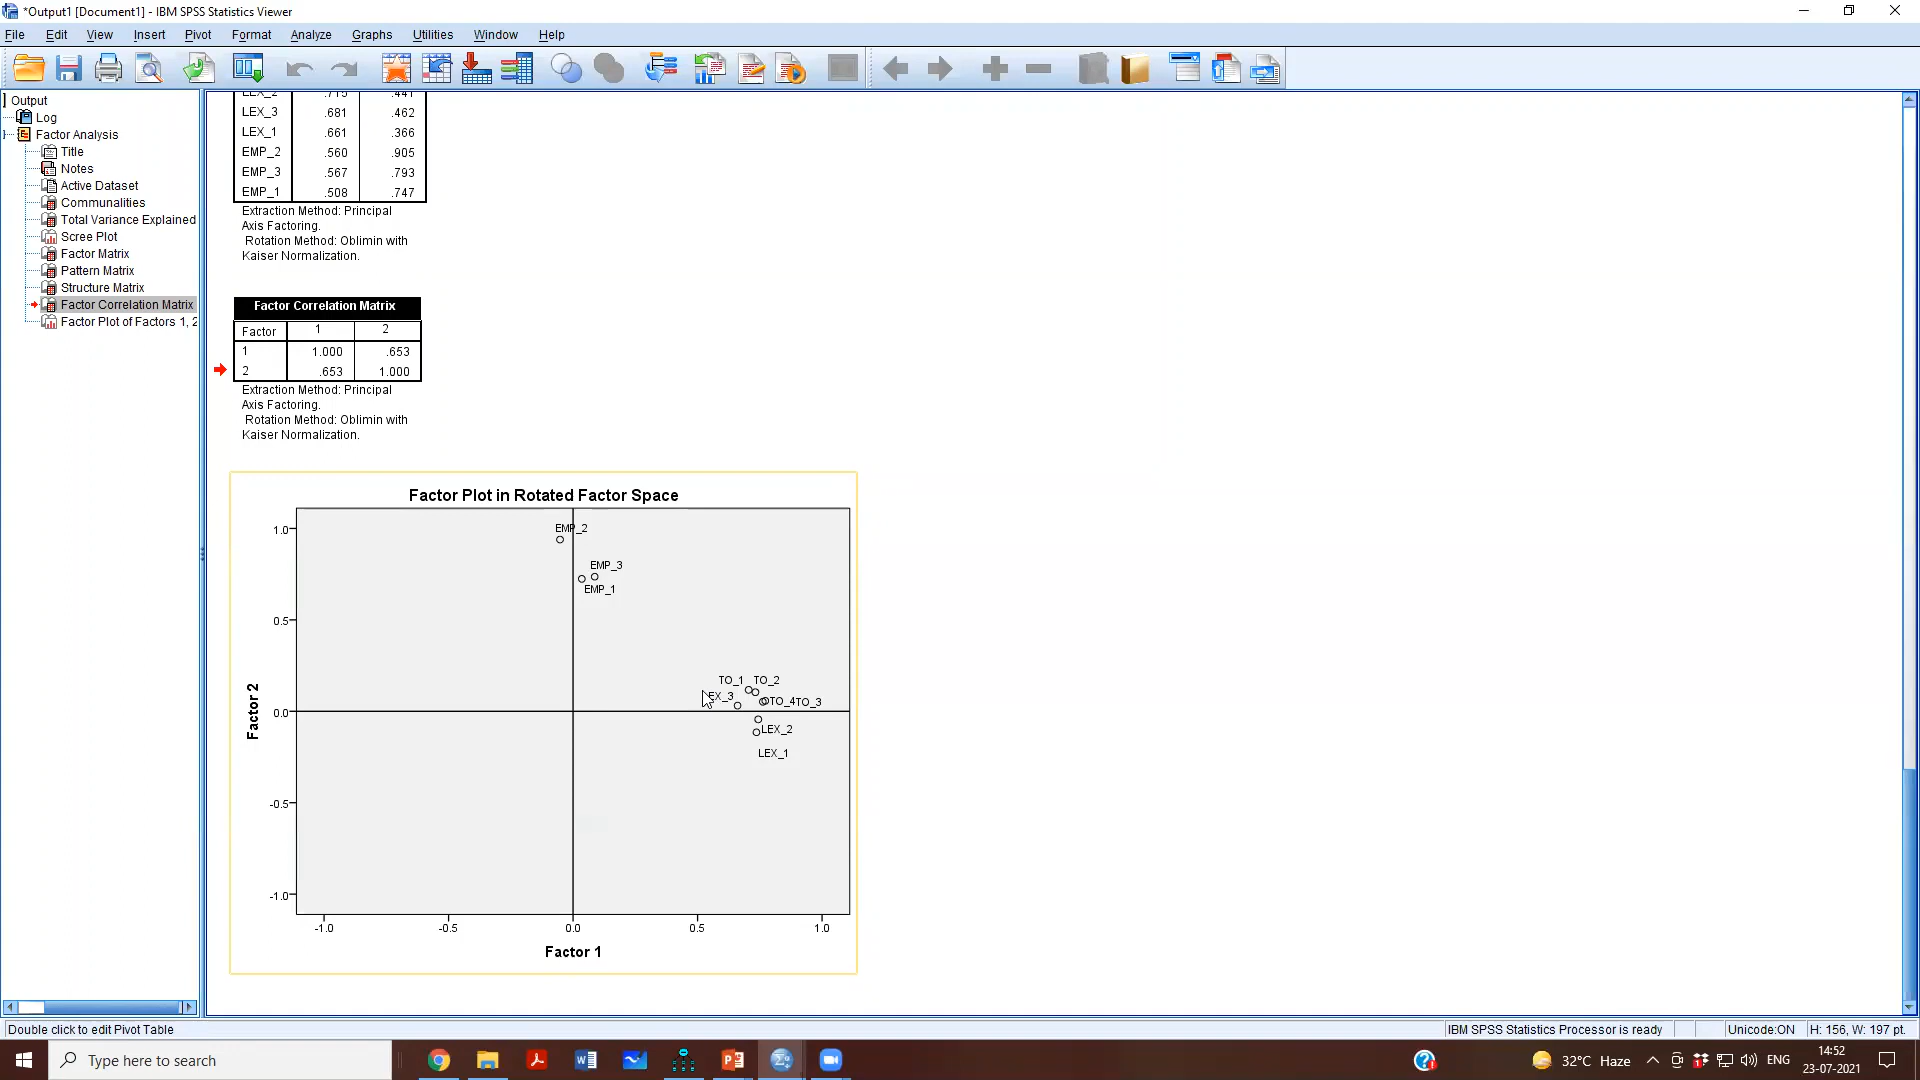 *Output1 [Document1] - IBM SPSS Statistics Viewer
File Edit View Insert Format Pivot Analyze Graphs Utilities Window Help
Output
Log
Factor Analysis
Title
Notes
Active Dataset
Communalities
Total Variance Explained
Scree Plot
Factor Matrix
Pattern Matrix
Structure Matrix
Factor Correlation Matrix
Factor Plot of Factors 1, 2
LEX_2 .715 .441
LEX_3 .681 .462
LEX_1 .661 .366
EMP_2 .560 .905
EMP_3 .567 .793
EMP_1 .508 .747
Extraction Method: Principal
Axis Factoring.
Rotation Method: Oblimin with
Kaiser Normalization.
Factor Correlation Matrix
Factor 1 2
1 1.000 .653
2 .653 1.000
Extraction Method: Principal
Axis Factoring.
Rotation Method: Oblimin with
Kaiser Normalization.
Factor Plot in Rotated Factor Space
1.0
EMP_2
EMP_3
EMP_1
0.5
TO_1 TO_2
EX_3 TO_4TO_3
0.0
LEX_2
LEX_1
-0.5
-1.0
Factor 2
-1.0 -0.5 0.0 0.5 1.0
Factor 1
Double click to edit Pivot Table
IBM SPSS Statistics Processor is ready
Unicode:ON
H: 156, W: 197 pt.
Type here to search
32°C Haze
ENG
14:52
23-07-2021